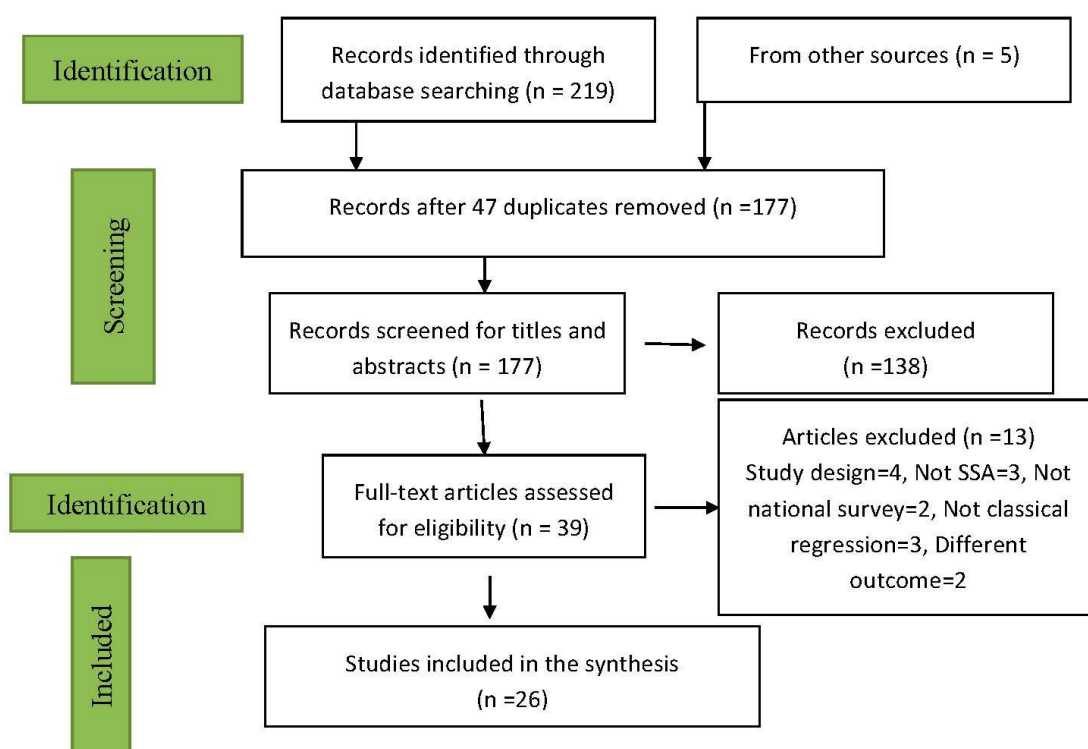 Identification
Records identified through
database searching (n = 219)
From other sources (n = 5)
Screening
Records after 47 duplicates removed (n =177)
Records screened for titles and
abstracts (n = 177)
Records excluded
(n =138)
Identification
Full-text articles assessed
for eligibility (n = 39)
Articles excluded (n =13)
Study design=4, Not SSA=3, Not
national survey=2, Not classical
regression=3, Different
outcome=2
Included
Studies included in the synthesis
(n =26)